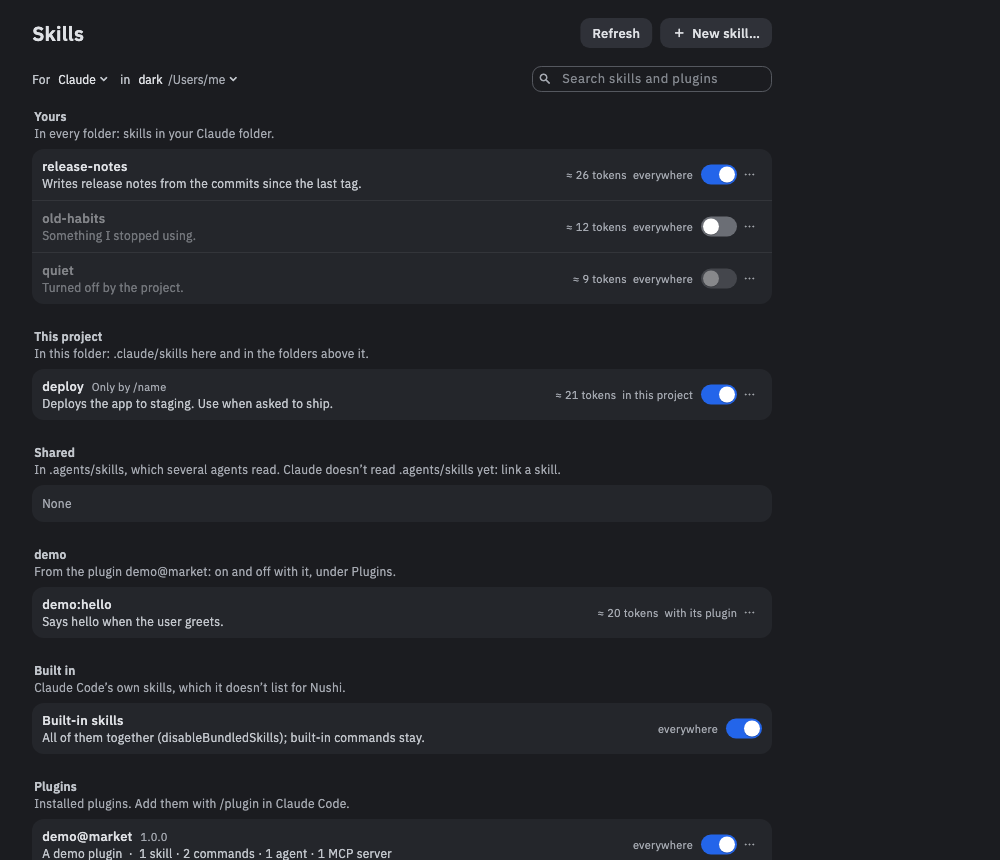 Skills
Refresh
+ New skill...
For Claude in dark /Users/me
Search skills and plugins
Yours
In every folder: skills in your Claude folder.
release-notes
Writes release notes from the commits since the last tag.
≈ 26 tokens everywhere
old-habits
Something I stopped using.
≈ 12 tokens everywhere
quiet
Turned off by the project.
≈ 9 tokens everywhere
This project
In this folder: .claude/skills here and in the folders above it.
deploy Only by /name
Deploys the app to staging. Use when asked to ship.
≈ 21 tokens in this project
Shared
In .agents/skills, which several agents read. Claude doesn’t read .agents/skills yet: link a skill.
None
demo
From the plugin demo@market: on and off with it, under Plugins.
demo:hello
Says hello when the user greets.
≈ 20 tokens with its plugin
Built in
Claude Code’s own skills, which it doesn’t list for Nushi.
Built-in skills
All of them together (disableBundledSkills); built-in commands stay.
everywhere
Plugins
Installed plugins. Add them with /plugin in Claude Code.
demo@market 1.0.0
A demo plugin · 1 skill · 2 commands · 1 agent · 1 MCP server
everywhere